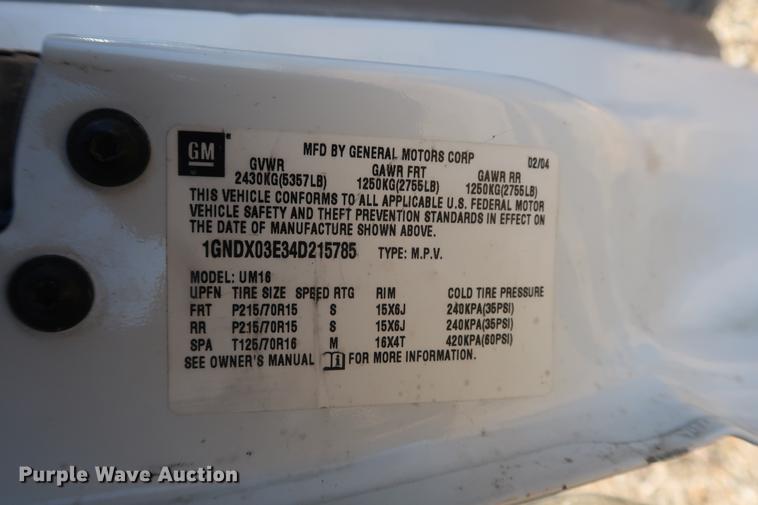 GM
MFD BY GENERAL MOTORS CORP 02/04
GVWR GAWR FRT GAWR RR
2430KG(5357LB) 1250KG(2755LB) 1250KG(2755LB)
THIS VEHICLE CONFORMS TO ALL APPLICABLE U.S. FEDERAL MOTOR
VEHICLE SAFETY AND THEFT PREVENTION STANDARDS IN EFFECT ON
THE DATE OF MANUFACTURE SHOWN ABOVE.
1GNDX03E34D215785 TYPE: M.P.V.
MODEL: UM16
UPFN TIRE SIZE SPEED RTG RIM COLD TIRE PRESSURE
FRT P215/70R15 S 15X6J 240KPA(35PSI)
RR P215/70R15 S 15X6J 240KPA(35PSI)
SPA T125/70R16 M 16X4T 420KPA(60PSI)
SEE OWNER'S MANUAL i FOR MORE INFORMATION.
Purple Wave Auction